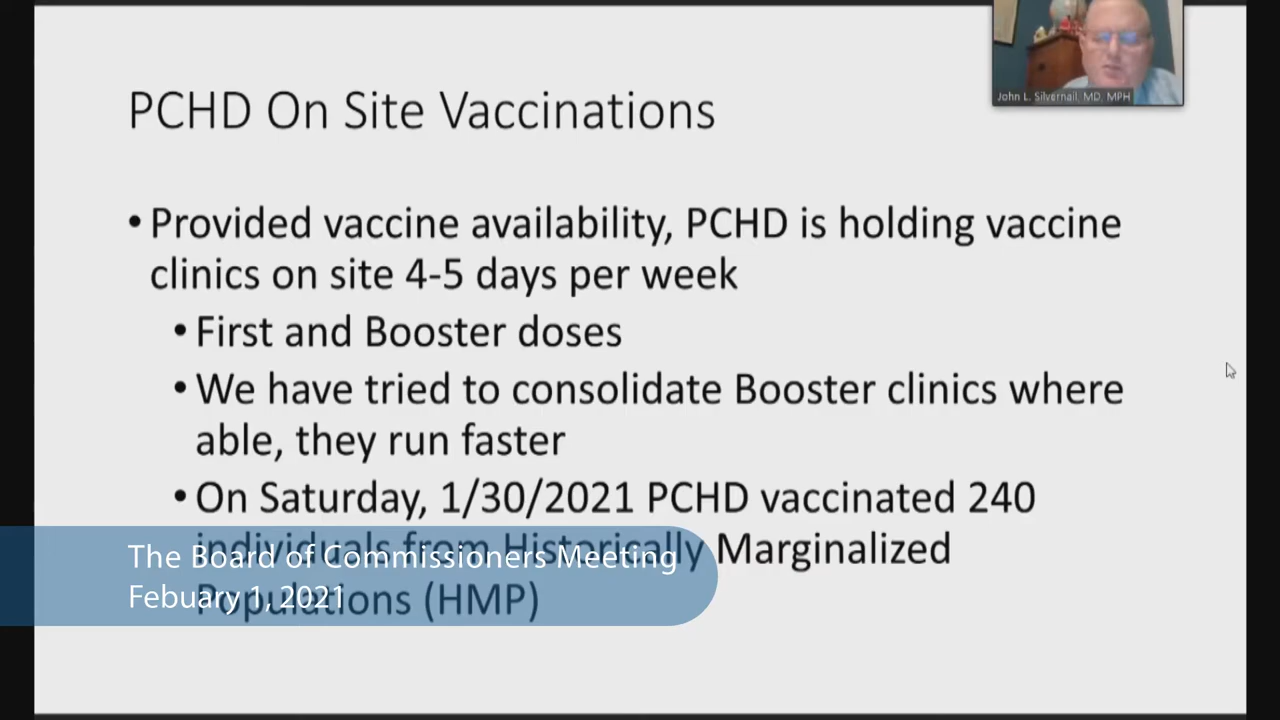 John L. Silvernail, MD, MPH
PCHD On Site Vaccinations
• Provided vaccine availability, PCHD is holding vaccine
clinics on site 4-5 days per week
• First and Booster doses
• We have tried to consolidate Booster clinics where
able, they run faster
• On Saturday, 1/30/2021 PCHD vaccinated 240
individuals from Historically Marginalized
Populations (HMP)
The Board of Commissioners Meeting
Febuary 1, 2021